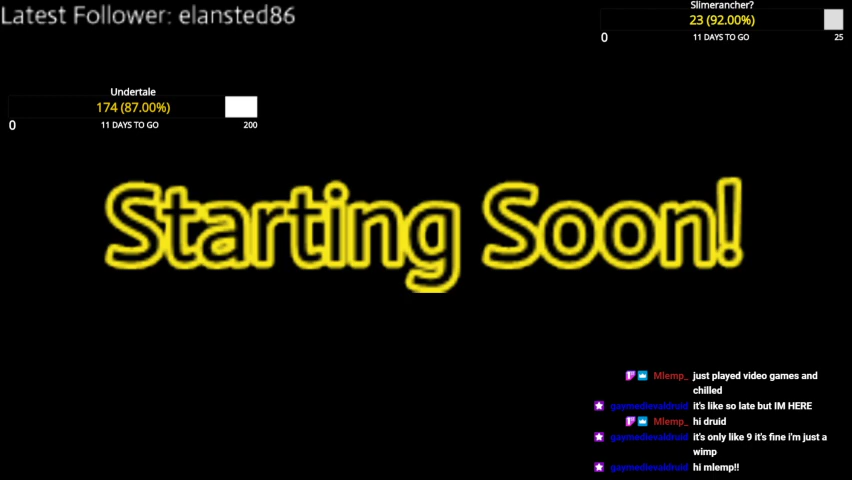 Latest Follower: elansted86
Slimerancher?
23 (92.00%)
0 11 DAYS TO GO 25
Undertale
174 (87.00%)
0 11 DAYS TO GO 200
Starting Soon!
Mlemp_ just played video games and
chilled
gaymedievaldruid it's like so late but IM HERE
Mlemp_ hi druid
gaymedievaldruid it's only like 9 it's fine i'm just a
wimp
gaymedievaldruid hi mlemp!!